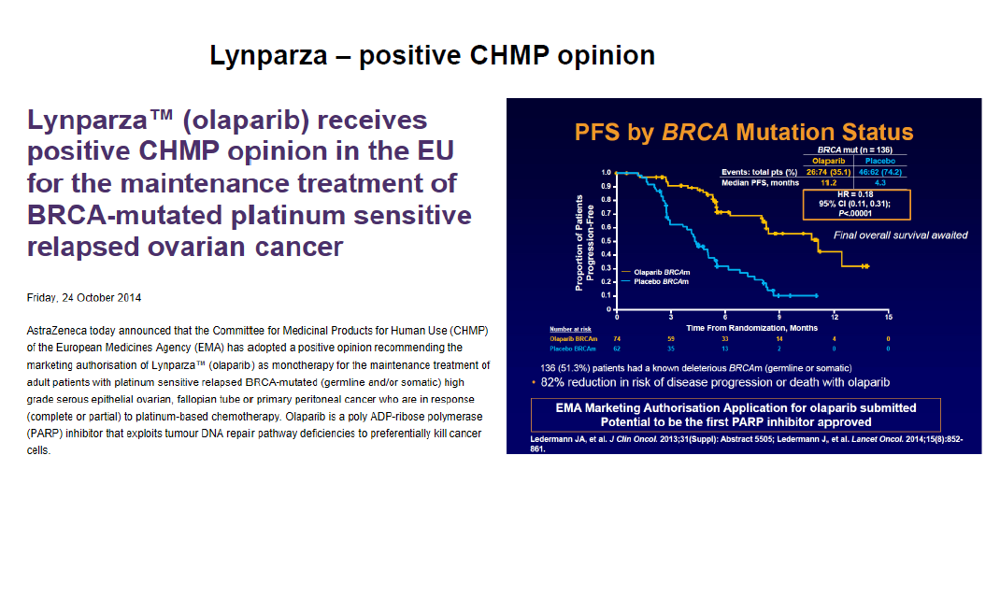 Lynparza – positive CHMP opinion
Lynparza™ (olaparib) receives
positive CHMP opinion in the EU
for the maintenance treatment of
BRCA-mutated platinum sensitive
relapsed ovarian cancer
Friday, 24 October 2014
AstraZeneca today announced that the Committee for Medicinal Products for Human Use (CHMP)
of the European Medicines Agency (EMA) has adopted a positive opinion recommending the
marketing authorisation of Lynparza™ (olaparib) as monotherapy for the maintenance treatment of
adult patients with platinum sensitive relapsed BRCA-mutated (germline and/or somatic) high
grade serous epithelial ovarian, fallopian tube or primary peritoneal cancer who are in response
(complete or partial) to platinum-based chemotherapy. Olaparib is a poly ADP-ribose polymerase
(PARP) inhibitor that exploits tumour DNA repair pathway deficiencies to preferentially kill cancer
cells.
PFS by BRCA Mutation Status
BRCA mut (n = 136)
Olaparib Placebo
Events: total pts (%) 26:74 (35.1) 46:62 (74.2)
Median PFS, months 11.2 4.3
HR = 0.18
95% CI (0.11, 0.31);
P<.00001
Final overall survival awaited
Proportion of Patients
Progression-Free
1.0
0.9
0.8
0.7
0.6
0.5
0.4
0.3
0.2
0.1
0
Olaparib BRCAm
Placebo BRCAm
0 3 6 9 12 15
Time From Randomization, Months
Number at risk
Olaparib BRCAm 74 59 33 14 4 0
Placebo BRCAm 62 35 13 2 0 0
136 (51.3%) patients had a known deleterious BRCAm (germline or somatic)
• 82% reduction in risk of disease progression or death with olaparib
EMA Marketing Authorisation Application for olaparib submitted
Potential to be the first PARP inhibitor approved
Ledermann JA, et al. J Clin Oncol. 2013;31(Suppl): Abstract 5505; Ledermann J,, et al. Lancet Oncol. 2014;15(8):852-
861.